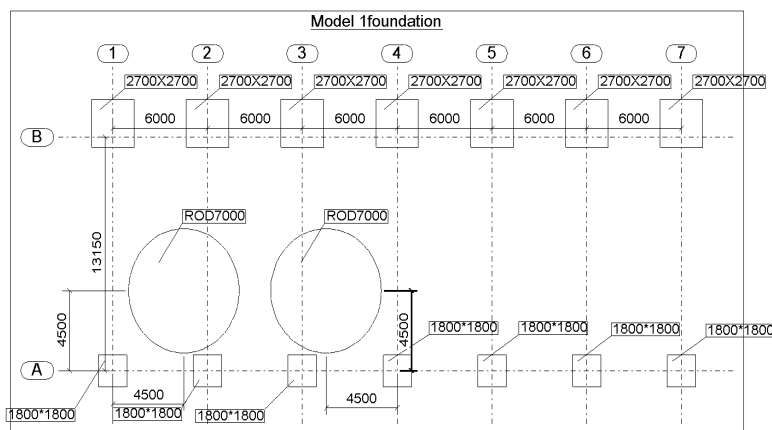 Model 1foundation
1 2 3 4 5 6 7
2700X2700 2700X2700 2700X2700 2700X2700 2700X2700 2700X2700 2700X2700
6000 6000 6000 6000 6000 6000
B
ROD7000 ROD7000
13150
4500 4500
1800*1800 1800*1800 1800*1800 1800*1800
A
4500 4500
1800*1800 1800*1800 1800*1800